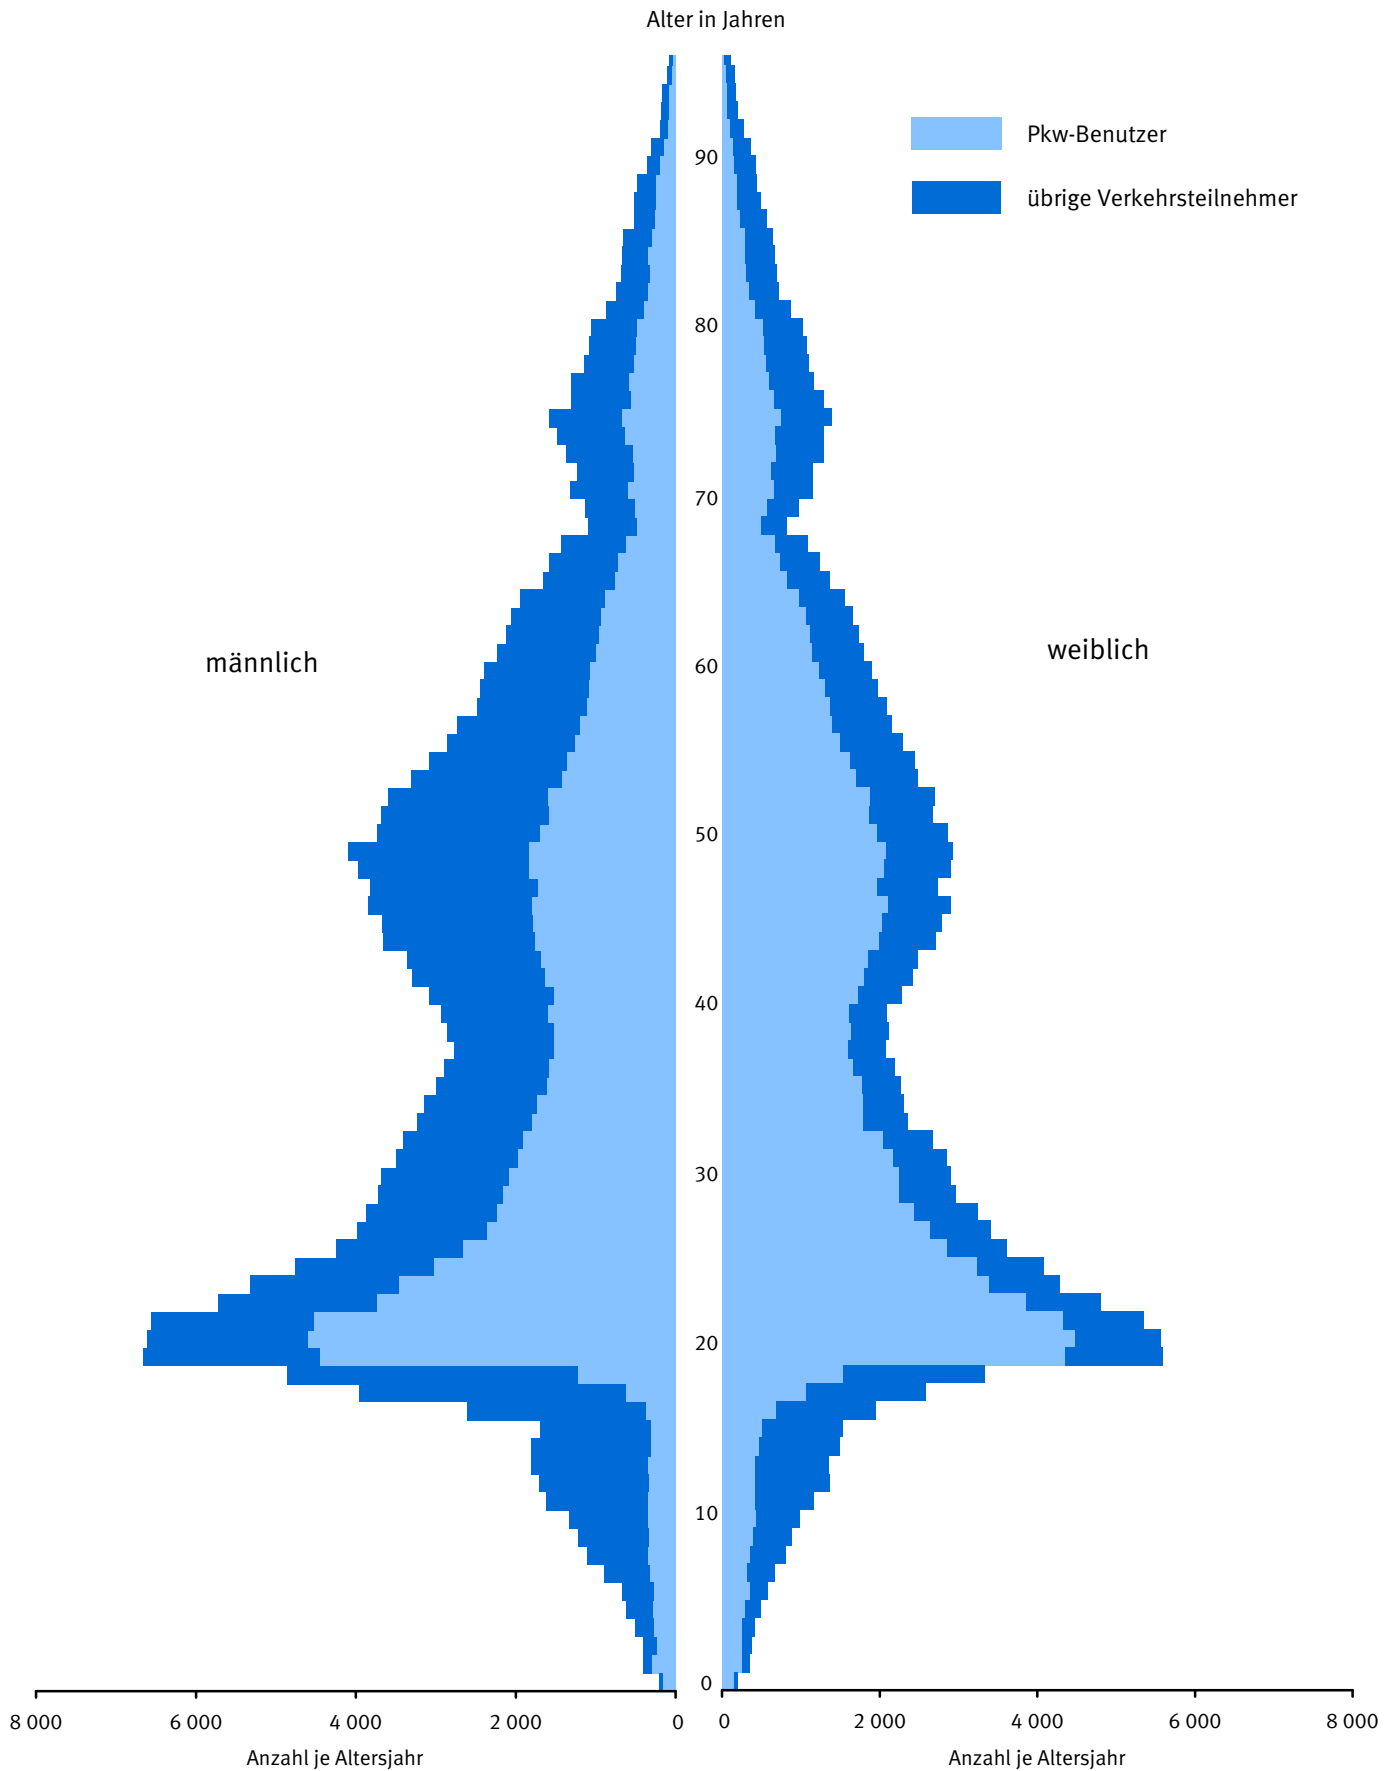 Alter in Jahren
Pkw-Benutzer
übrige Verkehrsteilnehmer
männlich
weiblich
90
80
70
60
50
40
30
20
10
0
8 000 6 000 4 000 2 000 0
0 2 000 4 000 6 000 8 000
Anzahl je Altersjahr
Anzahl je Altersjahr